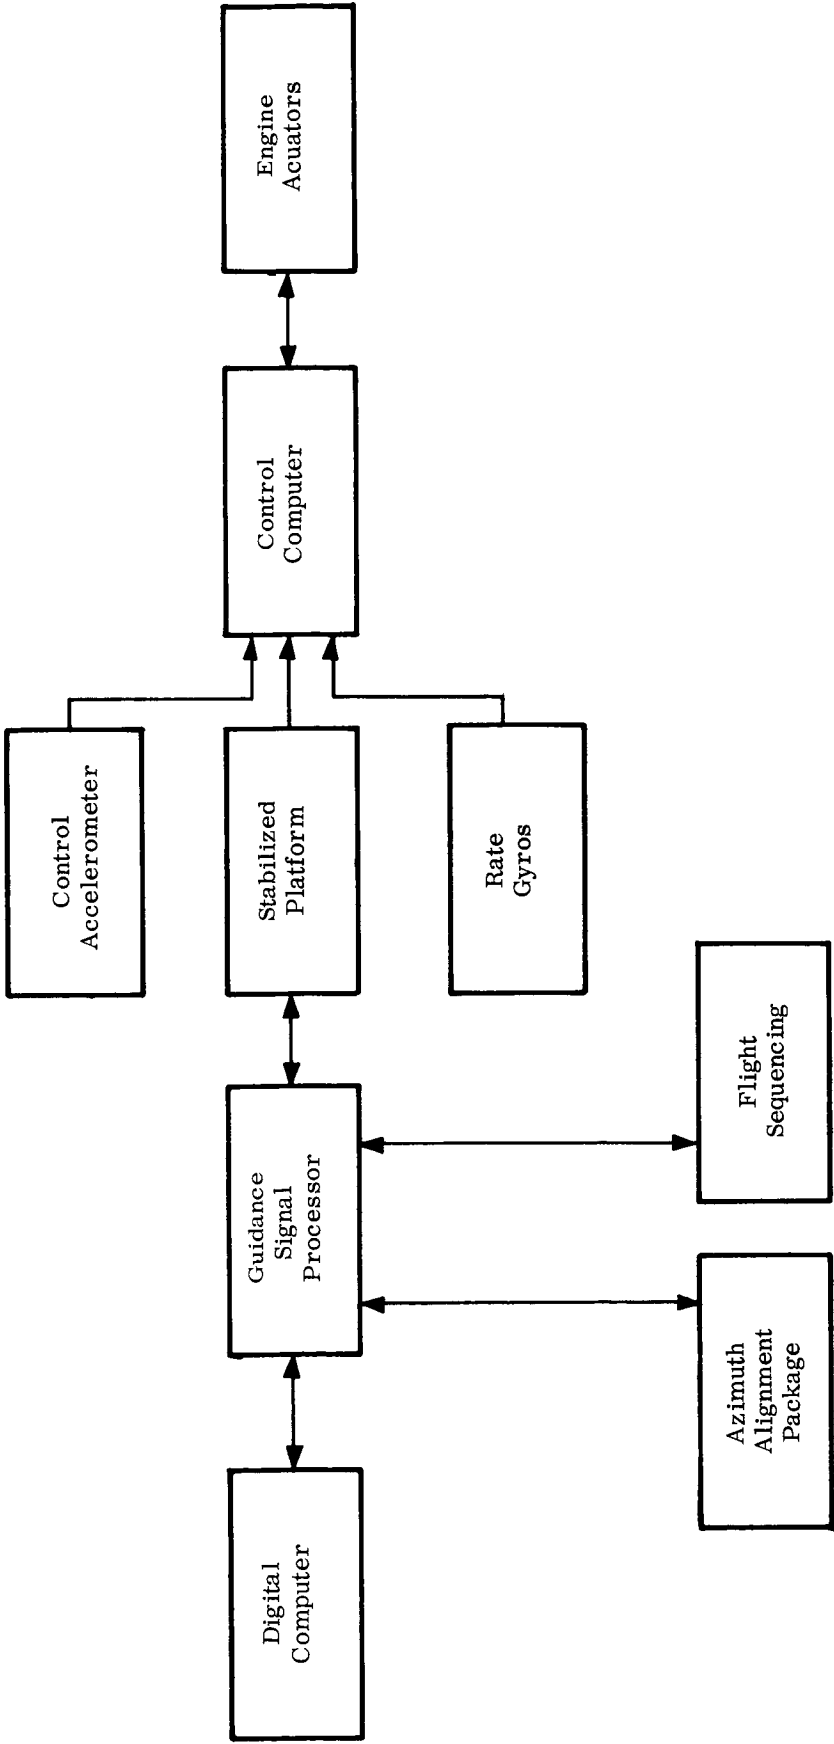 Control
Accelerometer
Digital
Computer
Guidance
Signal
Processor
Stabilized
Platform
Control
Computer
Engine
Acuators
Rate
Gyros
Azimuth
Alignment
Package
Flight
Sequencing